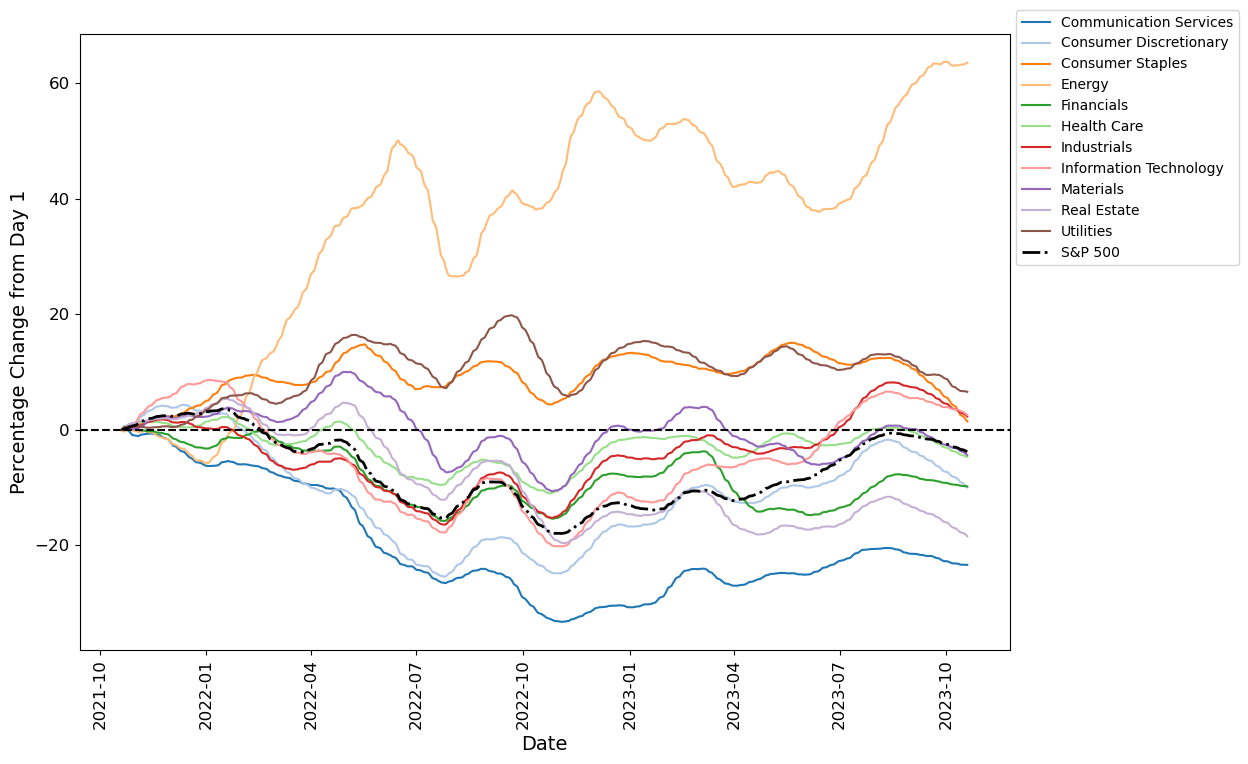 Communication Services
Consumer Discretionary
Consumer Staples
Energy
Financials
Health Care
Industrials
Information Technology
Materials
Real Estate
Utilities
S&P 500
Percentage Change from Day 1
60
40
20
0
−20
2021-10
2022-01
2022-04
2022-07
2022-10
2023-01
2023-04
2023-07
2023-10
Date